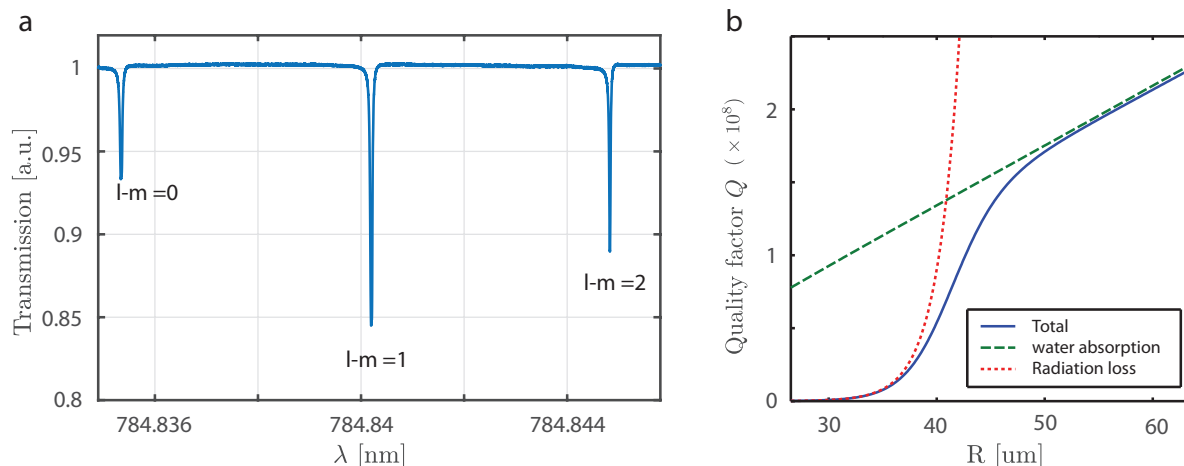 a
Transmission [a.u.]
1
0.95
0.9
0.85
0.8
l-m =0
l-m =1
l-m =2
784.836
784.84
784.844
λ [nm]
b
Quality factor Q (×10⁸)
2
1
0
Total
water absorption
Radiation loss
30
40
50
60
R [um]